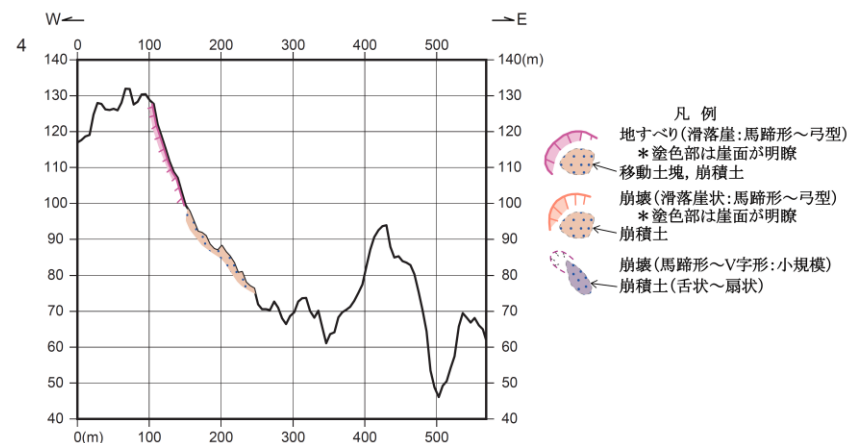 W E
4
0 100 200 300 400 500
140 140(m)
130 130
120 120
110 110
100 100
90 90
80 80
70 70
60 60
50 50
40 40
0(m) 100 200 300 400 500
凡 例
地すべり(滑落崖:馬蹄形～弓型)
＊塗色部は崖面が明瞭
移動土塊, 崩積土
崩壊(滑落崖状:馬蹄形～弓型)
＊塗色部は崖面が明瞭
崩積土
崩壊(馬蹄形～V字形:小規模)
崩積土(舌状～扇状)